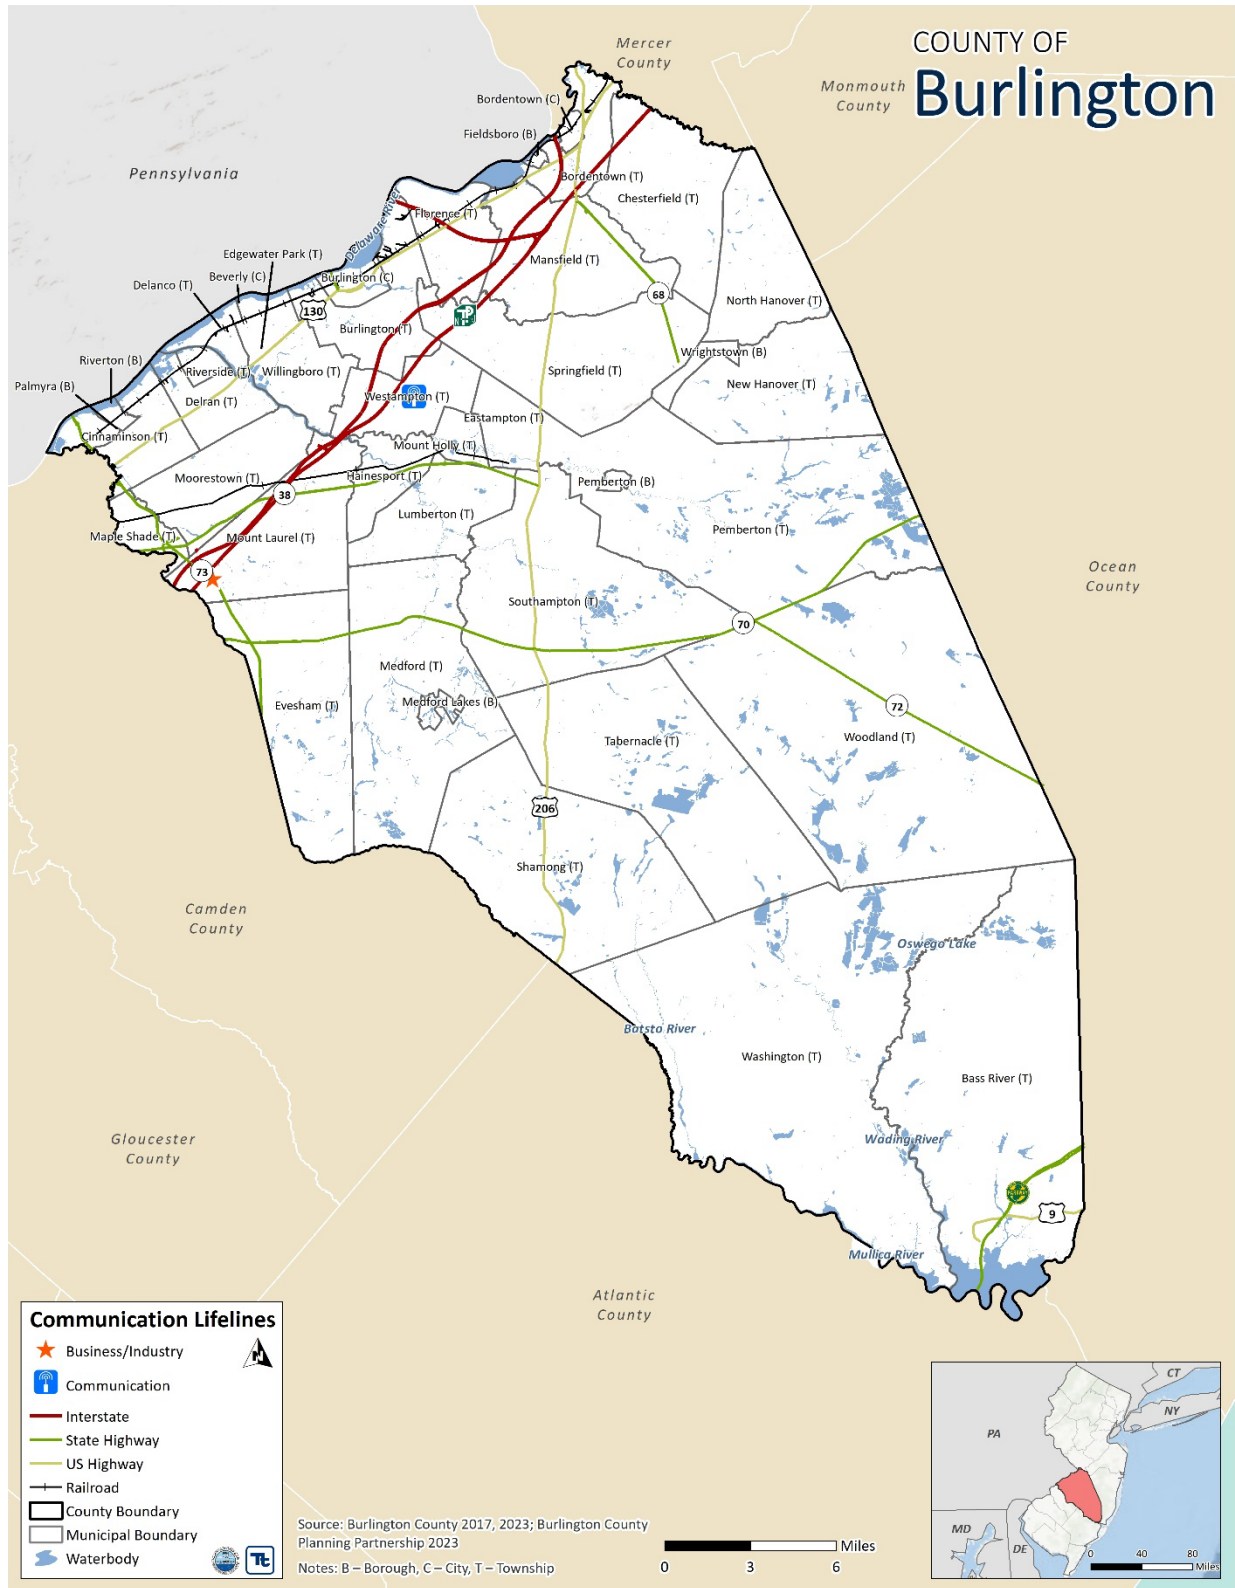 COUNTY OF
Burlington
Mercer
County
Monmouth
County
Bordentown (C)
Fieldsboro (B)
Pennsylvania
Bordentown (T)
Chesterfield (T)
Delaware River
Florence (T)
Edgewater Park (T)
Mansfield (T)
Beverly (C)
Burlington (C)
Delanco (T)
68
North Hanover (T)
130
Burlington (T)
Riverton (B)
Wrightstown (B)
Riverside (T)
Willingboro (T)
Springfield (T)
Palmyra (B)
New Hanover (T)
Delran (T)
Westampton (T)
Eastampton (T)
Cinnaminson (T)
Mount Holly (T)
Moorestown (T)
Hainesport (T)
Pemberton (B)
38
Lumberton (T)
Maple Shade (T)
Mount Laurel (T)
Pemberton (T)
73
Ocean
County
Southampton (T)
70
Medford (T)
Evesham (T)
Medford Lakes (B)
72
Tabernacle (T)
Woodland (T)
206
Shamong (T)
Camden
County
Oswego Lake
Batsto River
Washington (T)
Bass River (T)
Gloucester
County
Wading River
9
Mullica River
Atlantic
County
Communication Lifelines
Business/Industry
N
Communication
Interstate
State Highway
US Highway
Railroad
County Boundary
Municipal Boundary
Waterbody
Tt
Source: Burlington County 2017, 2023; Burlington County
Planning Partnership 2023
Notes: B – Borough, C – City, T – Township
Miles
0 3 6
CT
NY
PA
MD
DE
0 40 80
Miles